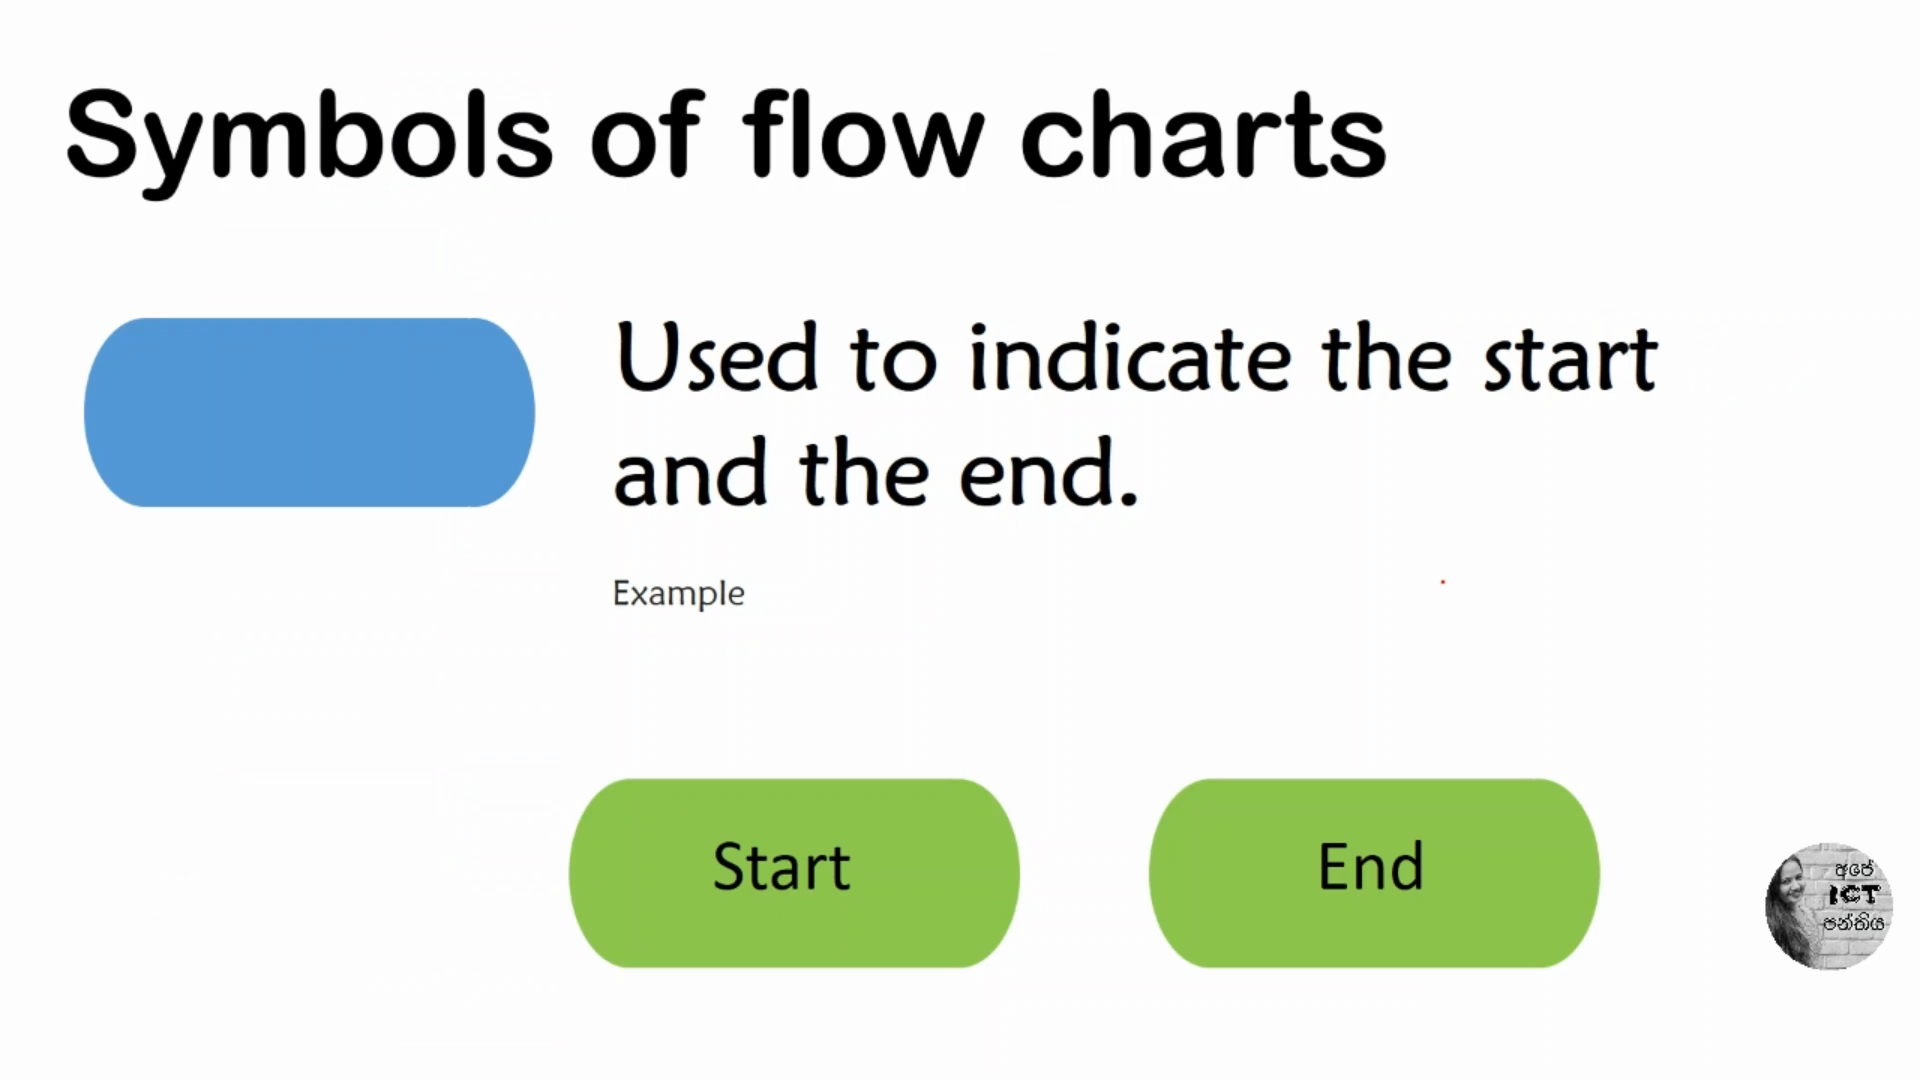 Symbols of flow charts
Used to indicate the start
and the end.
Example
Start
End
අපේ
ICT
පන්තිය